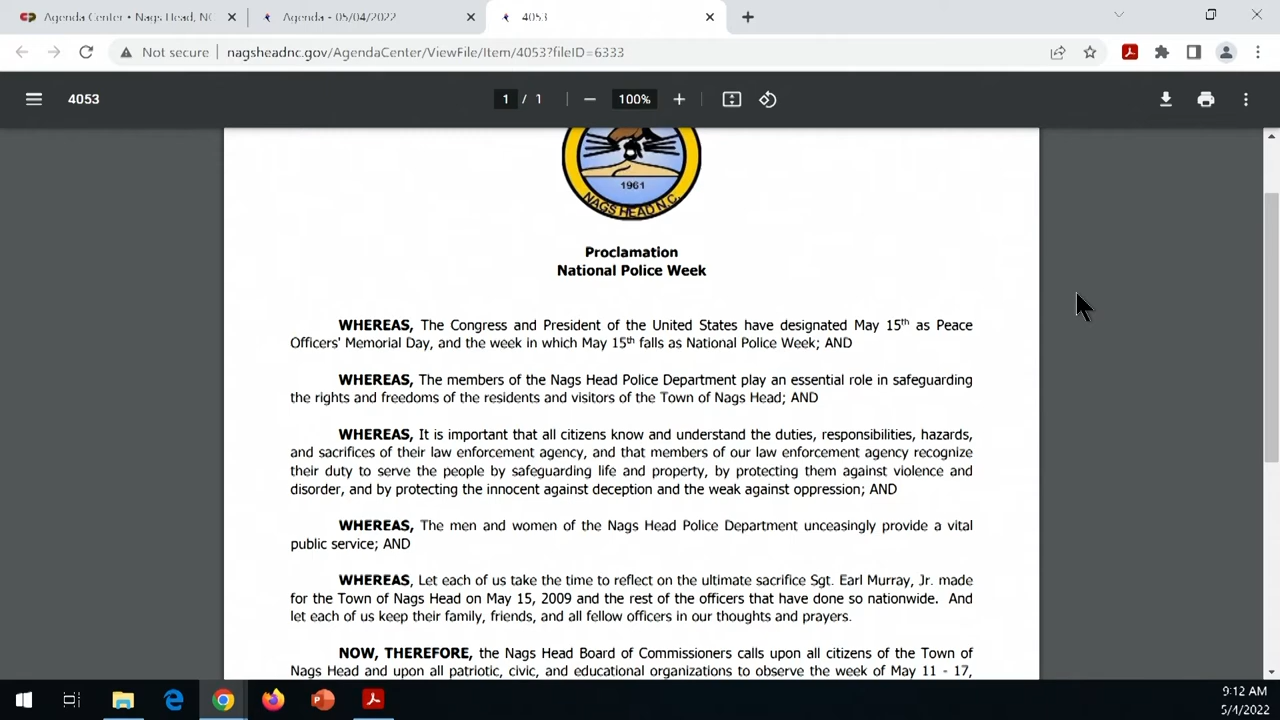 Agenda Center • Nags Head, NC
Agenda - 05/04/2022
4053
Not secure
nagsheadnc.gov/AgendaCenter/ViewFile/Item/4053?fileID=6333
4053
1 / 1
100%
1961
NAGS HEAD N.C.
Proclamation
National Police Week
WHEREAS, The Congress and President of the United States have designated May 15th as Peace
Officers' Memorial Day, and the week in which May 15th falls as National Police Week; AND
WHEREAS, The members of the Nags Head Police Department play an essential role in safeguarding
the rights and freedoms of the residents and visitors of the Town of Nags Head; AND
WHEREAS, It is important that all citizens know and understand the duties, responsibilities, hazards,
and sacrifices of their law enforcement agency, and that members of our law enforcement agency recognize
their duty to serve the people by safeguarding life and property, by protecting them against violence and
disorder, and by protecting the innocent against deception and the weak against oppression; AND
WHEREAS, The men and women of the Nags Head Police Department unceasingly provide a vital
public service; AND
WHEREAS, Let each of us take the time to reflect on the ultimate sacrifice Sgt. Earl Murray, Jr. made
for the Town of Nags Head on May 15, 2009 and the rest of the officers that have done so nationwide. And
let each of us keep their family, friends, and all fellow officers in our thoughts and prayers.
NOW, THEREFORE, the Nags Head Board of Commissioners calls upon all citizens of the Town of
Nags Head and upon all patriotic, civic, and educational organizations to observe the week of May 11 - 17,
9:12 AM
5/4/2022